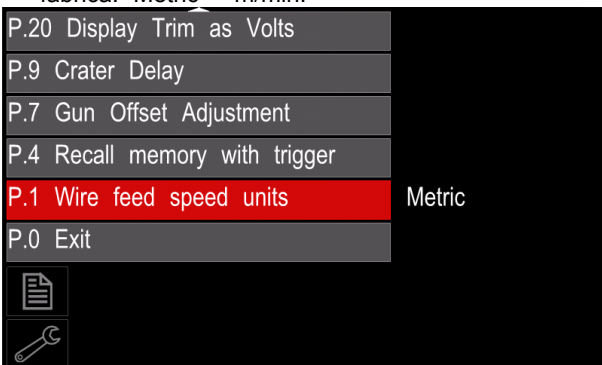 P.20 Display Trim as Volts
P.9 Crater Delay
P.7 Gun Offset Adjustment
P.4 Recall memory with trigger
P.1 Wire feed speed units Metric
P.0 Exit